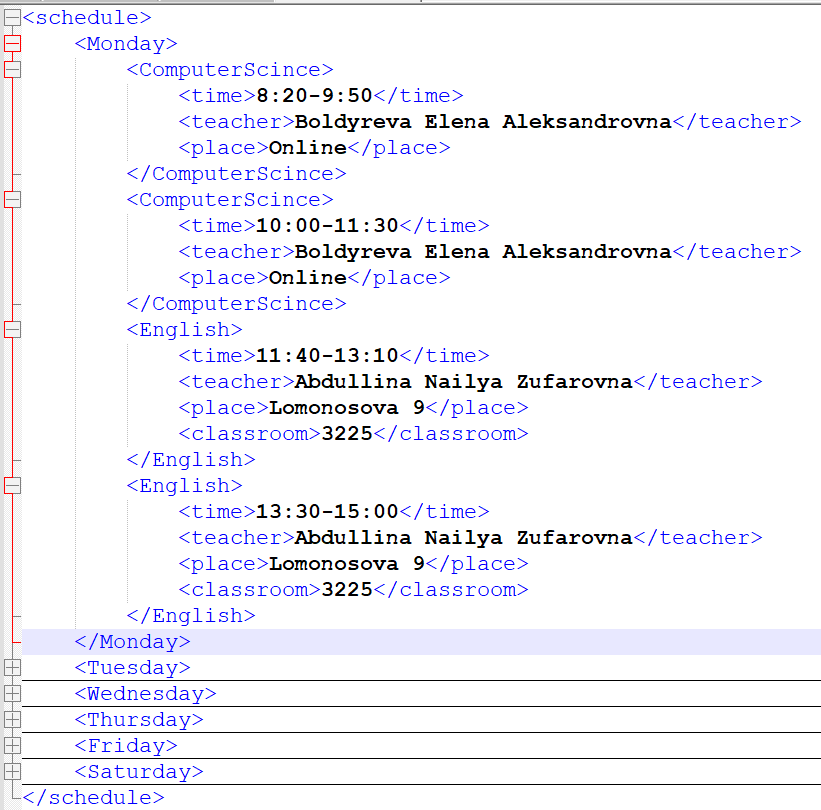 <schedule>
<Monday>
<ComputerScince>
<time>8:20-9:50</time>
<teacher>Boldyreva Elena Aleksandrovna</teacher>
<place>Online</place>
</ComputerScince>
<ComputerScince>
<time>10:00-11:30</time>
<teacher>Boldyreva Elena Aleksandrovna</teacher>
<place>Online</place>
</ComputerScince>
<English>
<time>11:40-13:10</time>
<teacher>Abdullina Nailya Zufarovna</teacher>
<place>Lomonosova 9</place>
<classroom>3225</classroom>
</English>
<English>
<time>13:30-15:00</time>
<teacher>Abdullina Nailya Zufarovna</teacher>
<place>Lomonosova 9</place>
<classroom>3225</classroom>
</English>
</Monday>
<Tuesday>
<Wednesday>
<Thursday>
<Friday>
<Saturday>
</schedule>